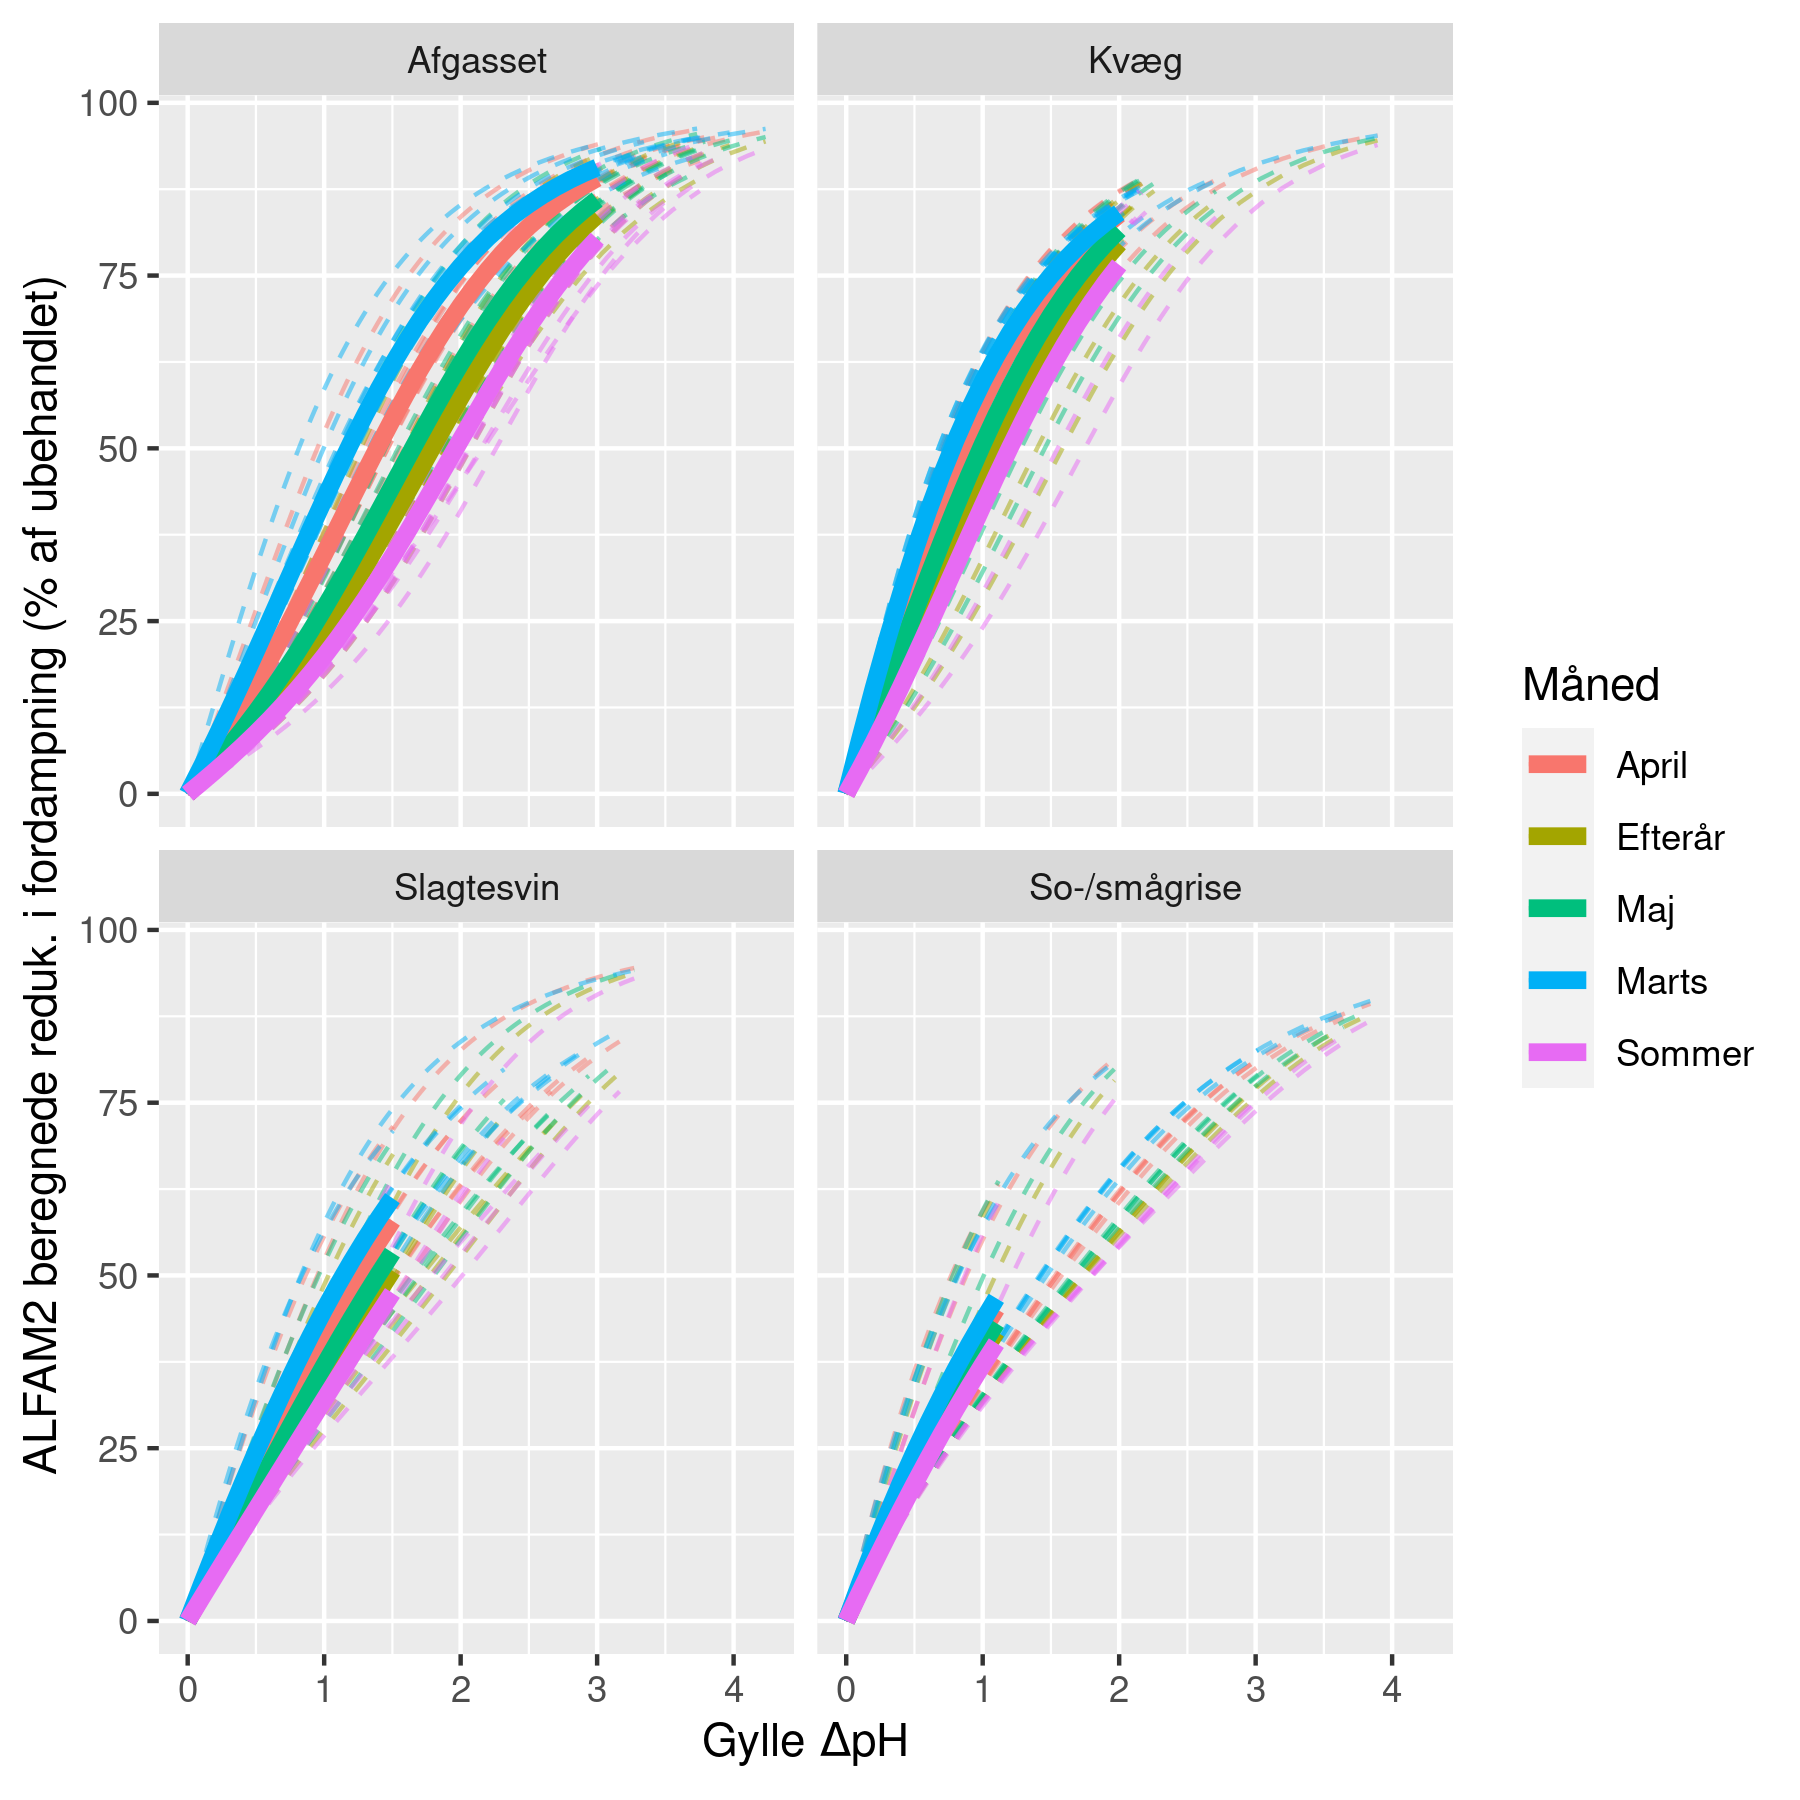 Afgasset
Kvæg
100
75
50
25
0
Slagtesvin
So-/smågrise
100
75
50
25
0
0 1 2 3 4
0 1 2 3 4
Gylle ΔpH
ALFAM2 beregnede reduk. i fordampning (% af ubehandlet)
Måned
April
Efterår
Maj
Marts
Sommer